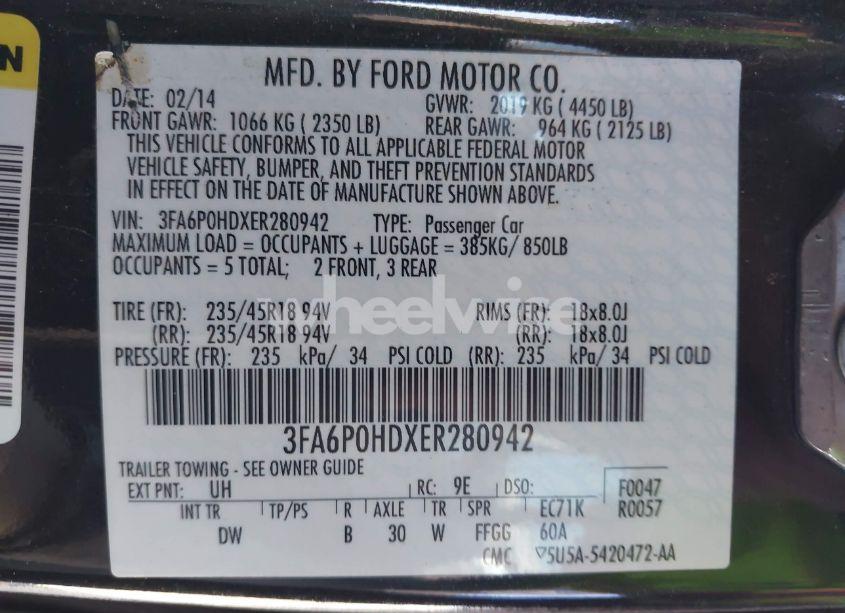 N
MFD. BY FORD MOTOR CO.
DATE: 02/14 GVWR: 2019 KG ( 4450 LB)
FRONT GAWR: 1066 KG ( 2350 LB) REAR GAWR: 964 KG ( 2125 LB)
THIS VEHICLE CONFORMS TO ALL APPLICABLE FEDERAL MOTOR
VEHICLE SAFETY, BUMPER, AND THEFT PREVENTION STANDARDS
IN EFFECT ON THE DATE OF MANUFACTURE SHOWN ABOVE.
VIN: 3FA6P0HDXER280942 TYPE: Passenger Car
MAXIMUM LOAD = OCCUPANTS + LUGGAGE = 385KG/ 850LB
OCCUPANTS = 5 TOTAL; 2 FRONT, 3 REAR
wheelwise
TIRE (FR): 235/45R18 94V RIMS (FR): 18x8.0J
(RR): 235/45R18 94V (RR): 18x8.0J
PRESSURE (FR): 235 kPa/ 34 PSI COLD (RR): 235 kPa/ 34 PSI COLD
3FA6P0HDXER280942
TRAILER TOWING - SEE OWNER GUIDE
EXT PNT: UH RC: 9E DSO: F0047
INT TR TP/PS R AXLE TR SPR EC71K R0057
DW B 30 W FFGG 60A
CMC ▽5U5A-5420472-AA